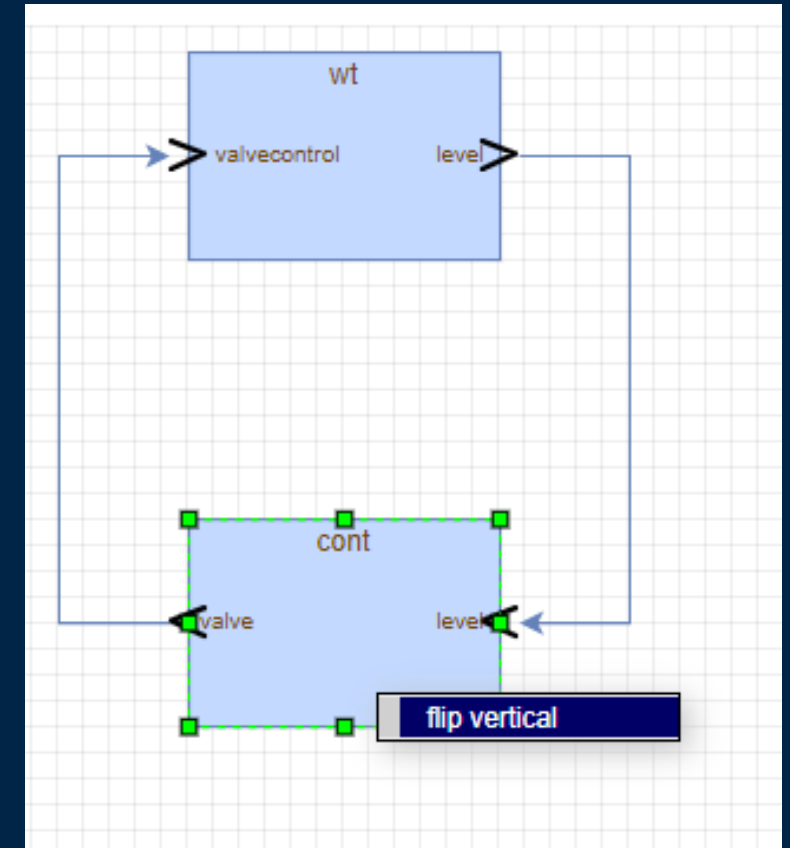 wt
valvecontrol level
cont
valve level
flip vertical